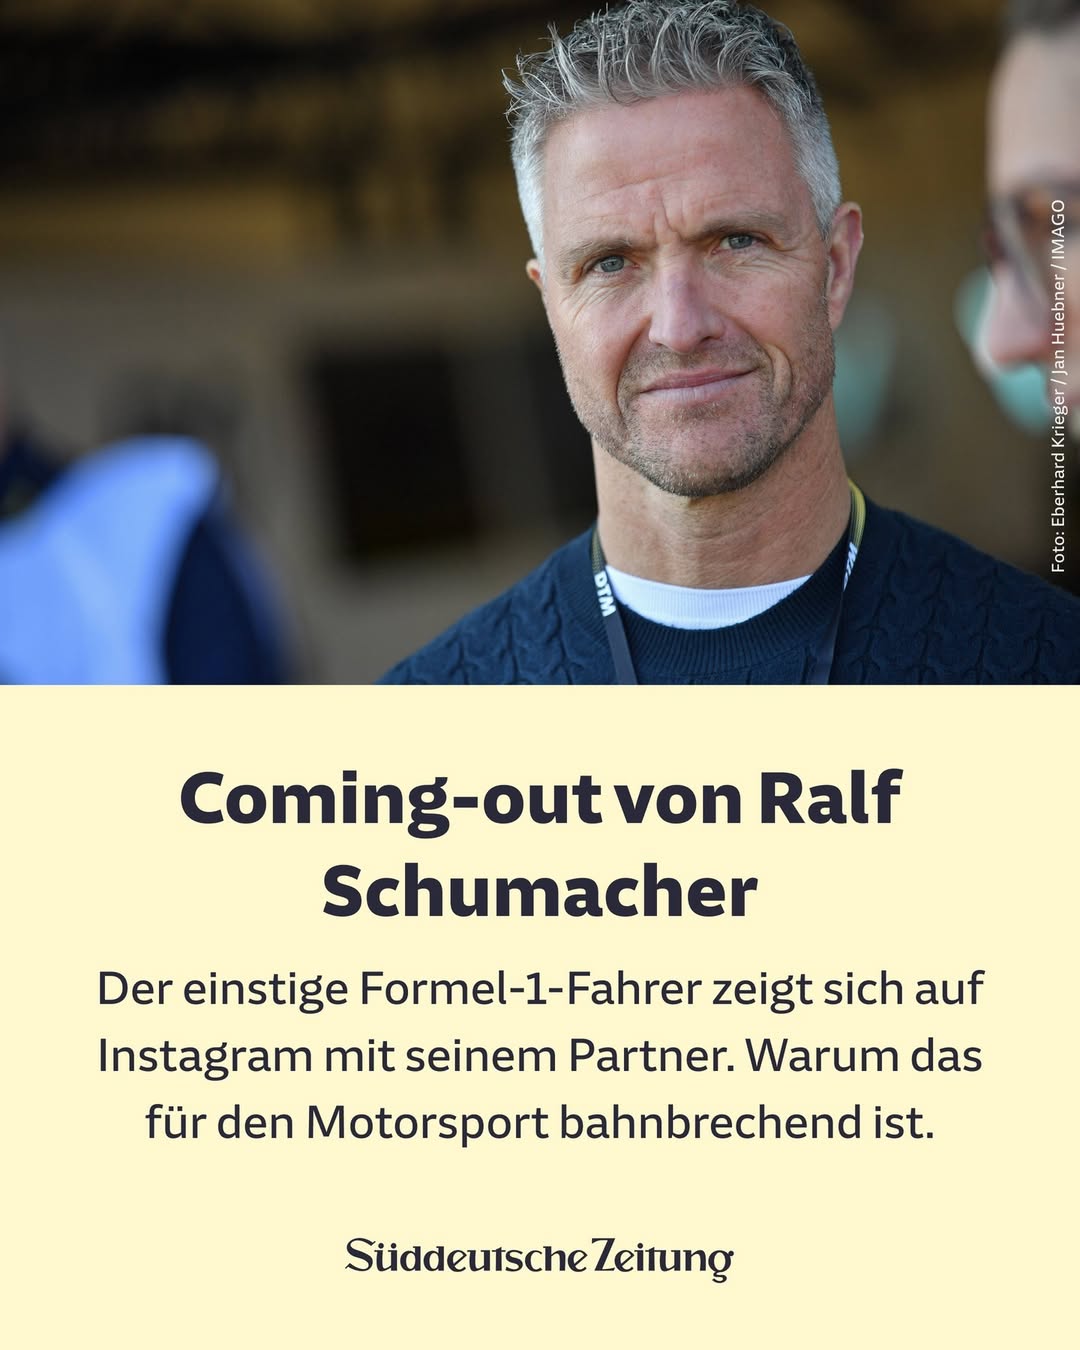 DTM
Foto: Eberhard Krieger / Jan Huebner / IMAGO
Coming-out von Ralf
Schumacher
Der einstige Formel-1-Fahrer zeigt sich auf
Instagram mit seinem Partner. Warum das
für den Motorsport bahnbrechend ist.
Süddeutsche Zeitung